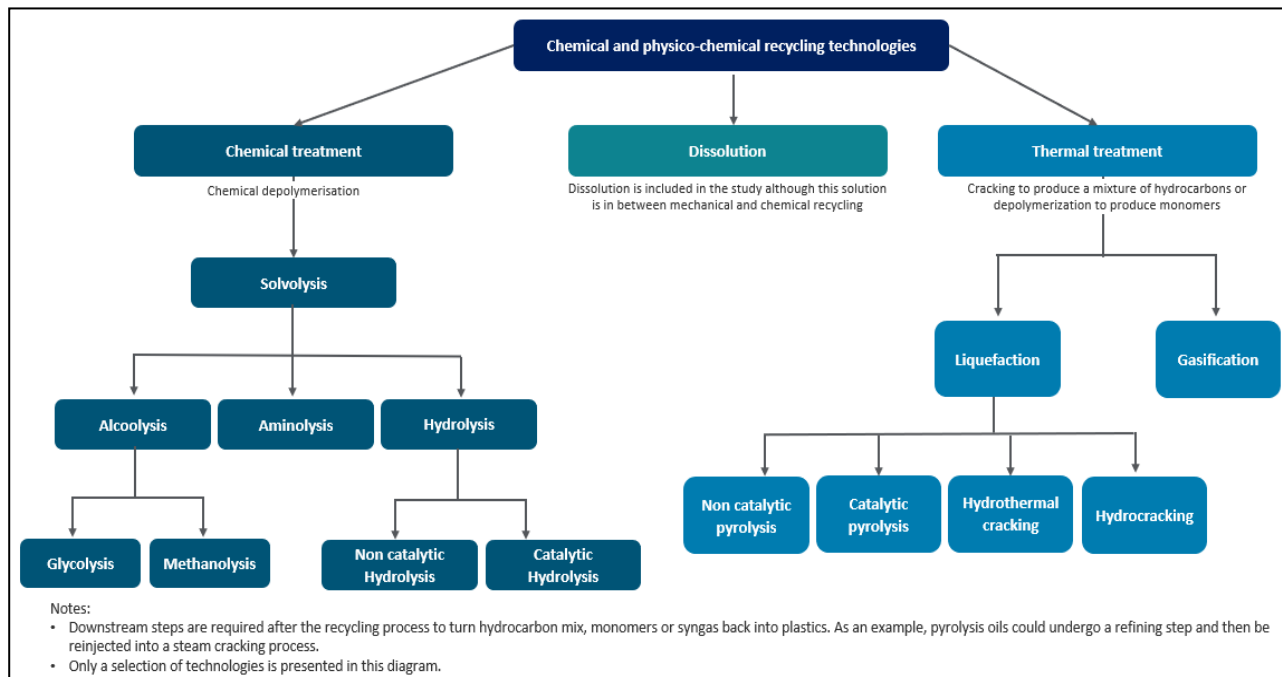 Chemical and physico-chemical recycling technologies
Chemical treatment
Dissolution
Thermal treatment
Chemical depolymerisation
Dissolution is included in the study although this solution
is in between mechanical and chemical recycling
Cracking to produce a mixture of hydrocarbons or
depolymerization to produce monomers
Solvolysis
Liquefaction
Gasification
Alcoolysis
Aminolysis
Hydrolysis
Non catalytic
pyrolysis
Catalytic
pyrolysis
Hydrothermal
cracking
Hydrocracking
Glycolysis
Methanolysis
Non catalytic
Hydrolysis
Catalytic
Hydrolysis
Notes:
• Downstream steps are required after the recycling process to turn hydrocarbon mix, monomers or syngas back into plastics. As an example, pyrolysis oils could undergo a refining step and then be
reinjected into a steam cracking process.
• Only a selection of technologies is presented in this diagram.